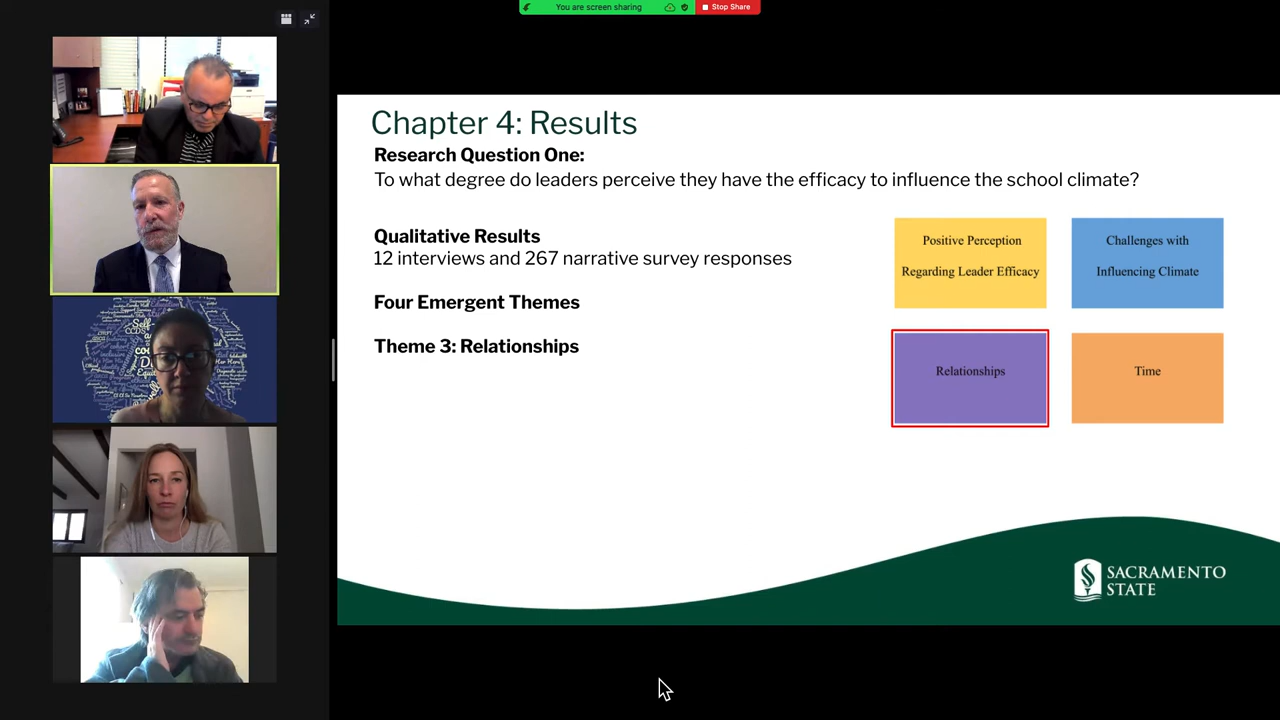 You are screen sharing
Stop Share
Chapter 4: Results
Research Question One:
To what degree do leaders perceive they have the efficacy to influence the school climate?
Qualitative Results
12 interviews and 267 narrative survey responses
Four Emergent Themes
Theme 3: Relationships
Positive Perception
Regarding Leader Efficacy
Challenges with
Influencing Climate
Relationships
Time
SACRAMENTO
STATE